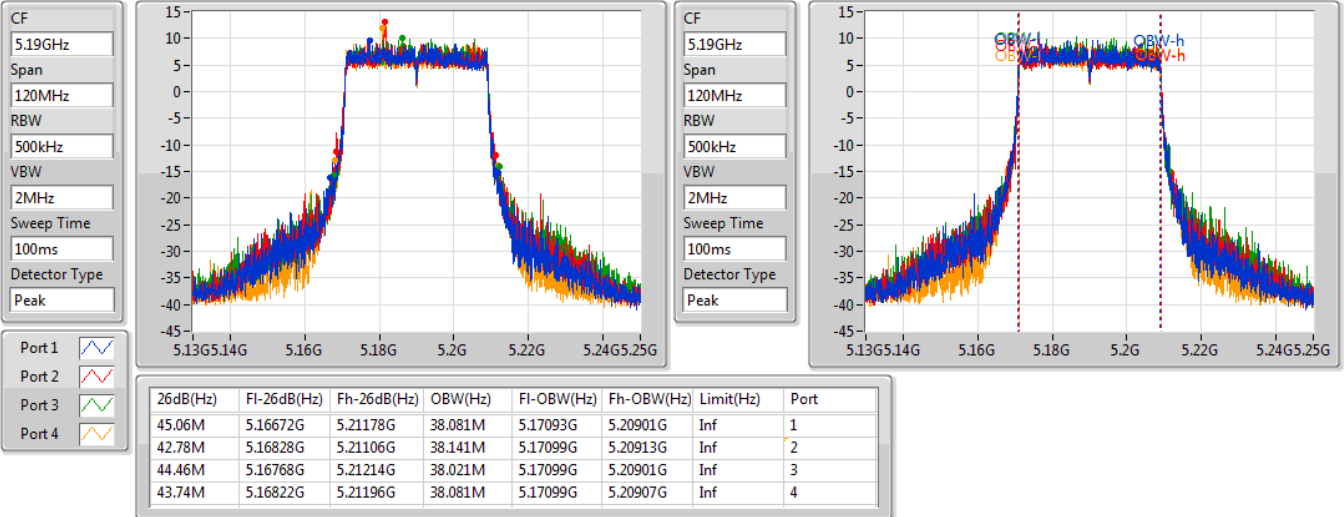 CF
5.19GHz
Span
120MHz
RBW
500kHz
VBW
2MHz
Sweep Time
100ms
Detector Type
Peak
15
10
5
0
-5
-10
-15
-20
-25
-30
-35
-40
-45
5.13G 5.14G 5.16G 5.18G 5.2G 5.22G 5.24G 5.25G
CF
5.19GHz
Span
120MHz
RBW
500kHz
VBW
2MHz
Sweep Time
100ms
Detector Type
Peak
15
10
5
0
-5
-10
-15
-20
-25
-30
-35
-40
-45
OBW-l OBW-h
OBW-h
5.13G 5.14G 5.16G 5.18G 5.2G 5.22G 5.24G 5.25G
Port 1
Port 2
Port 3
Port 4
26dB(Hz) Fl-26dB(Hz) Fh-26dB(Hz) OBW(Hz) Fl-OBW(Hz) Fh-OBW(Hz) Limit(Hz) Port
45.06M 5.16672G 5.21178G 38.081M 5.17093G 5.20901G Inf 1
42.78M 5.16828G 5.21106G 38.141M 5.17099G 5.20913G Inf 2
44.46M 5.16768G 5.21214G 38.021M 5.17099G 5.20901G Inf 3
43.74M 5.16822G 5.21196G 38.081M 5.17099G 5.20907G Inf 4